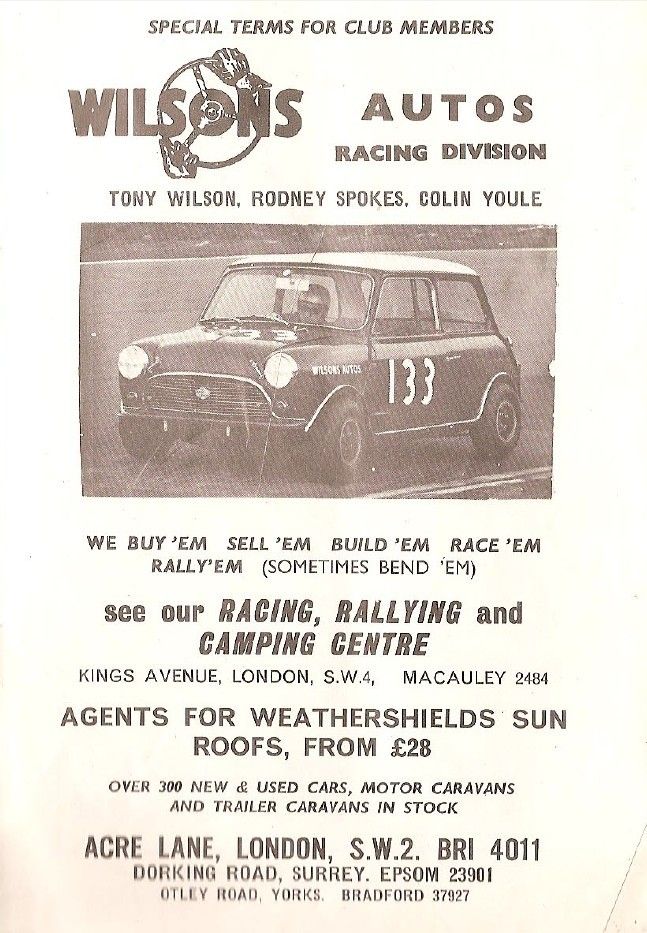 SPECIAL TERMS FOR CLUB MEMBERS
WILSONS AUTOS
RACING DIVISION
TONY WILSON, RODNEY SPOKES, COLIN YOULE
WILSONS AUTOS
133
WE BUY 'EM SELL 'EM BUILD 'EM RACE 'EM
RALLY'EM (SOMETIMES BEND 'EM)
see our RACING, RALLYING and
CAMPING CENTRE
KINGS AVENUE, LONDON, S.W.4, MACAULEY 2484
AGENTS FOR WEATHERSHIELDS SUN
ROOFS, FROM £28
OVER 300 NEW & USED CARS, MOTOR CARAVANS
AND TRAILER CARAVANS IN STOCK
ACRE LANE, LONDON, S.W.2. BRI 4011
DORKING ROAD, SURREY. EPSOM 23901
OTLEY ROAD, YORKS. BRADFORD 37927